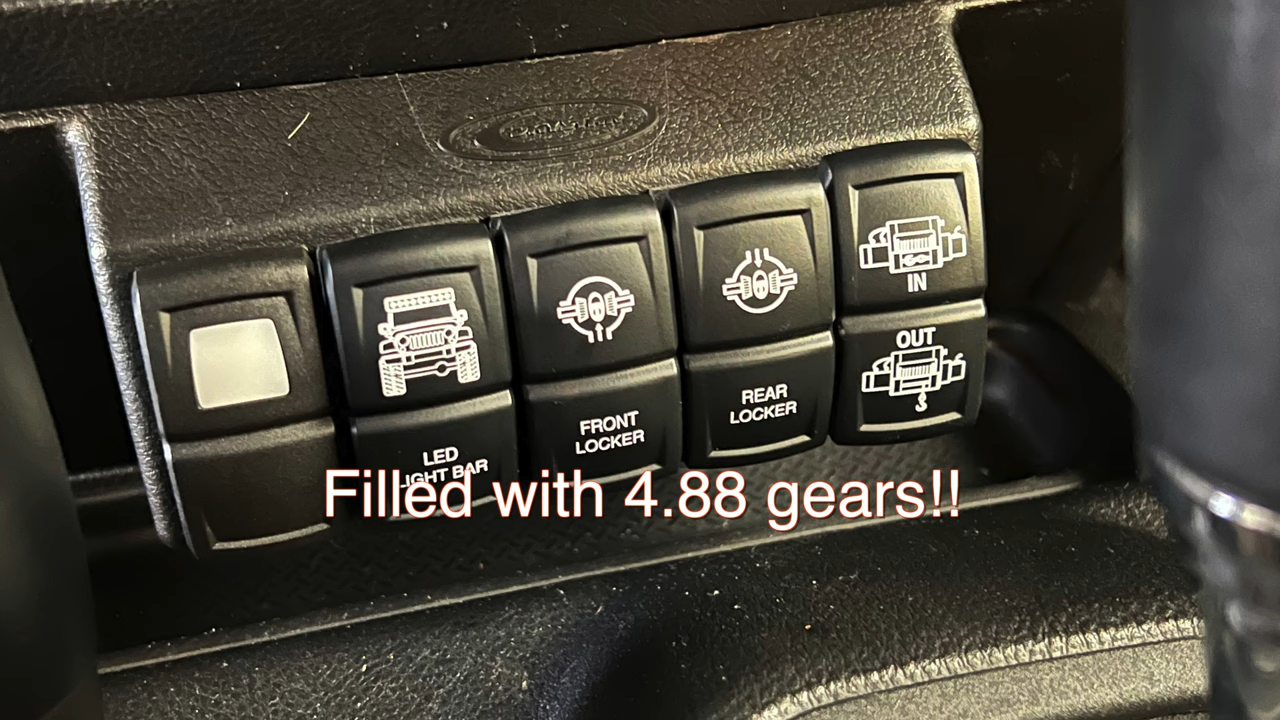 IN
OUT
REAR
LOCKER
FRONT
LOCKER
LED
LIGHT BAR
Filled with 4.88 gears!!